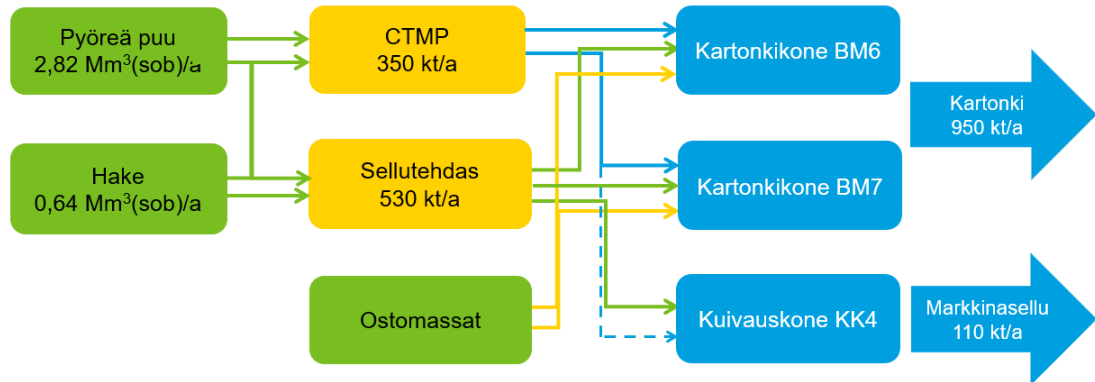 Pyöreä puu
2,82 Mm³(sob)/a
CTMP
350 kt/a
Kartonkikone BM6
Kartonki
950 kt/a
Hake
0,64 Mm³(sob)/a
Sellutehdas
530 kt/a
Kartonkikone BM7
Ostomassat
Kuivauskone KK4
Markkinasellu
110 kt/a